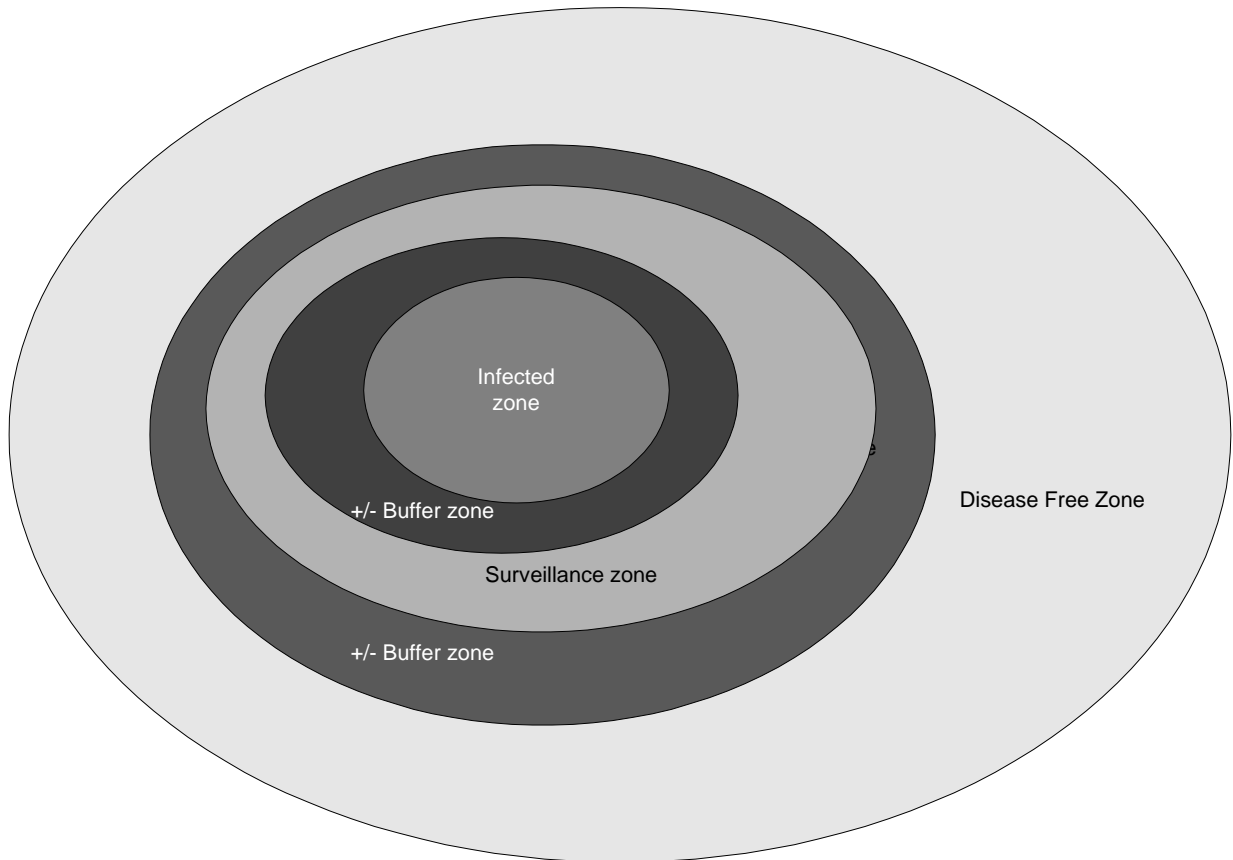 Infected
zone
Disease Free Zone
+/- Buffer zone
Surveillance zone
+/- Buffer zone